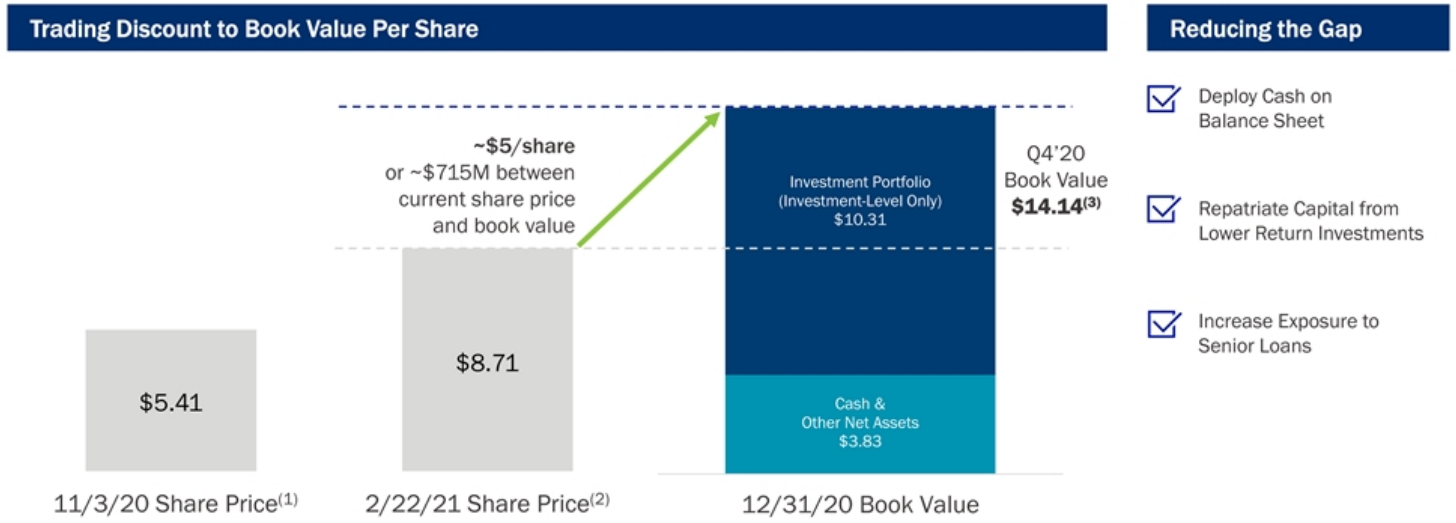 Trading Discount to Book Value Per Share
~$5/share
or ~$715M between
current share price
and book value
$5.41
$8.71
Investment Portfolio
(Investment-Level Only)
$10.31
Cash &
Other Net Assets
$3.83
Q4'20
Book Value
$14.14(3)
11/3/20 Share Price(1)
2/22/21 Share Price(2)
12/31/20 Book Value
Reducing the Gap
Deploy Cash on
Balance Sheet
Repatriate Capital from
Lower Return Investments
Increase Exposure to
Senior Loans